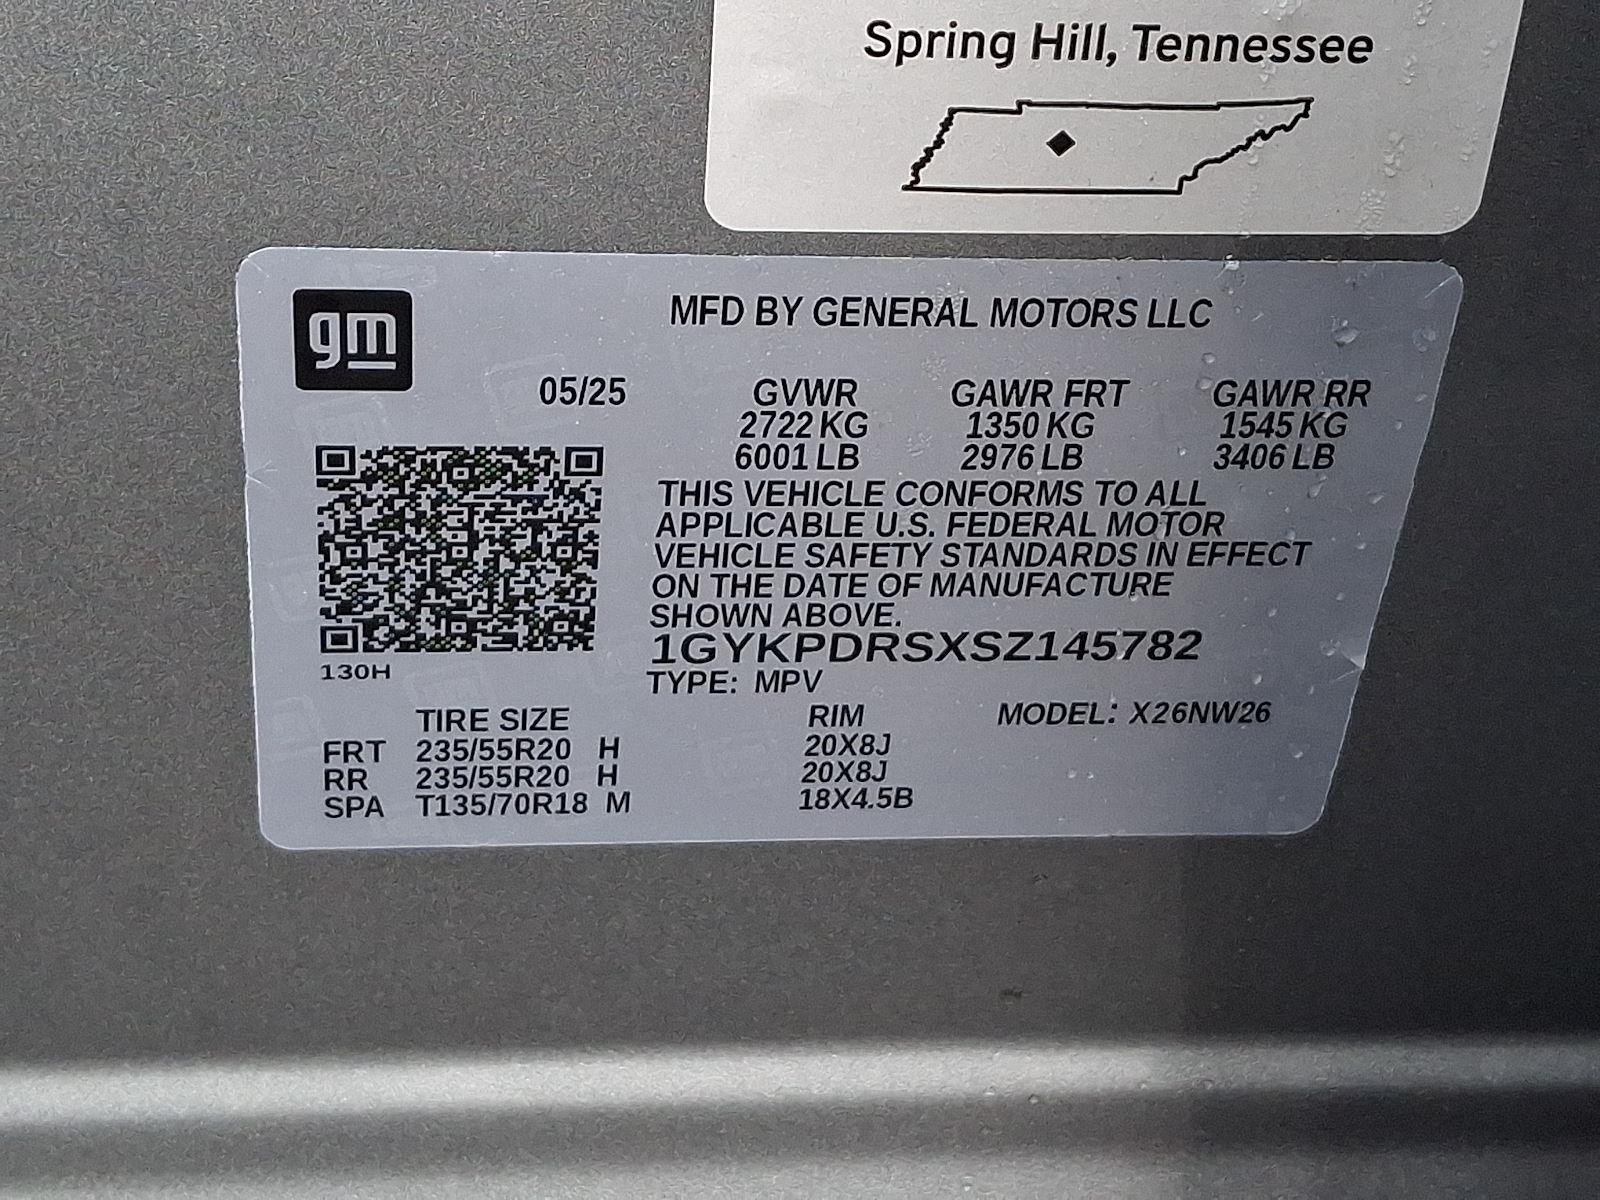 Spring Hill, Tennessee
gm
MFD BY GENERAL MOTORS LLC
05/25
GVWR GAWR FRT GAWR RR
2722 KG 1350 KG 1545 KG
6001 LB 2976 LB 3406 LB
THIS VEHICLE CONFORMS TO ALL
APPLICABLE U.S. FEDERAL MOTOR
VEHICLE SAFETY STANDARDS IN EFFECT
ON THE DATE OF MANUFACTURE
SHOWN ABOVE.
1GYKPDRSXSZ145782
130H
TYPE: MPV
TIRE SIZE RIM MODEL: X26NW26
FRT 235/55R20 H 20X8J
RR 235/55R20 H 20X8J
SPA T135/70R18 M 18X4.5B